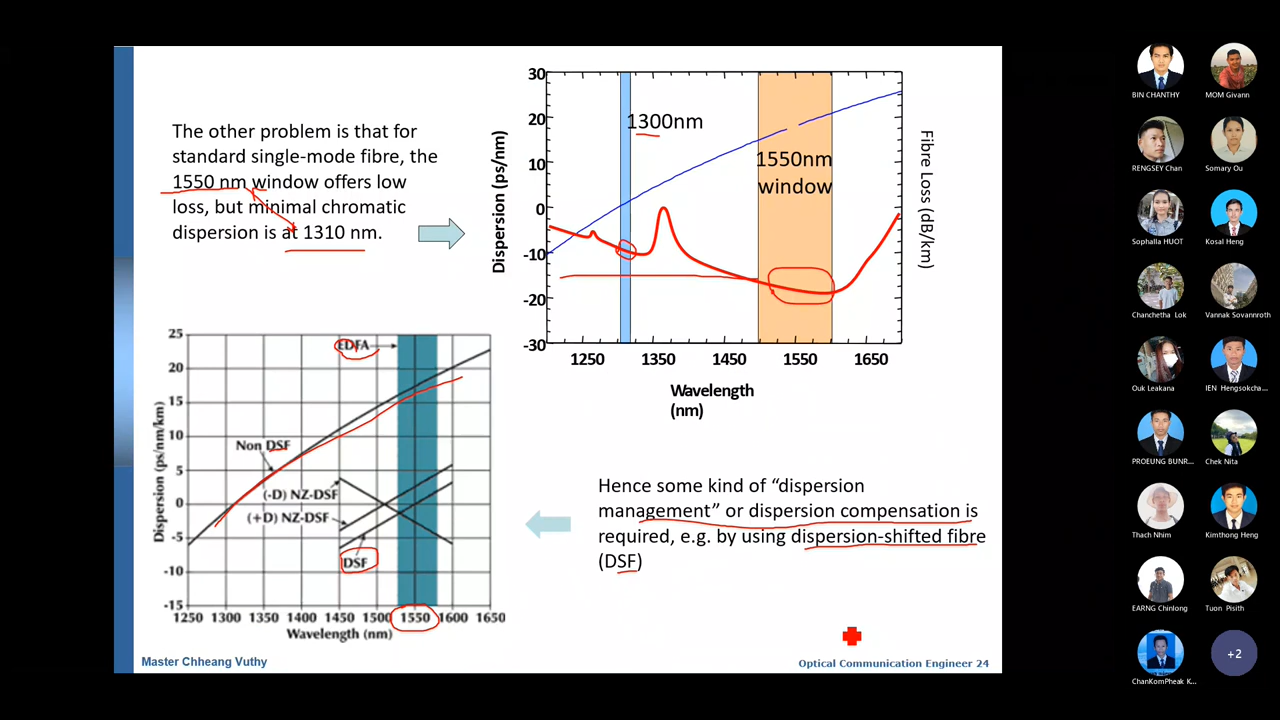 The other problem is that for
standard single-mode fibre, the
1550 nm window offers low
loss, but minimal chromatic
dispersion is at 1310 nm.
30
20
10
0
-10
-20
-30
Dispersion (ps/nm)
1300nm
1550nm
window
Fibre Loss (dB/km)
1250 1350 1450 1550 1650
Wavelength
(nm)
25
20
15
10
5
0
-5
-10
-15
Dispersion (ps/nm/km)
EDFA
Non DSF
(-D) NZ-DSF
(+D) NZ-DSF
DSF
1250 1300 1350 1400 1450 1500 1550 1600 1650
Wavelength (nm)
Hence some kind of “dispersion
management” or dispersion compensation is
required, e.g. by using dispersion-shifted fibre
(DSF)
Master Chheang Vuthy
Optical Communication Engineer 24
BIN CHANTHY
MOM Givann
RENGSEY Chan
Somary Ou
Sophalla HUOT
Kosal Heng
Chanchetha Lok
Vannak Sovannroth
Ouk Leakana
IEN Hengsokcha...
PROEUNG BUNR...
Chek Nita
Thach Nhim
Kimthong Heng
EARNG Chinlong
Tuon Pisith
ChanKomPheak K...
+2